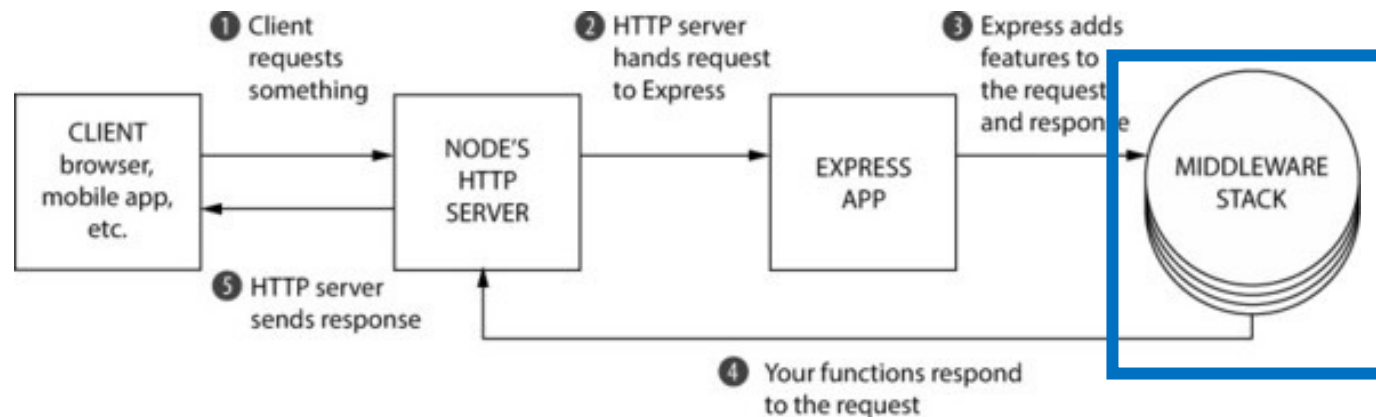 1 Client
requests
something
2 HTTP server
hands request
to Express
3 Express adds
features to
the request
and response
CLIENT
browser,
mobile app,
etc.
NODE'S
HTTP
SERVER
EXPRESS
APP
MIDDLEWARE
STACK
5 HTTP server
sends response
4 Your functions respond
to the request